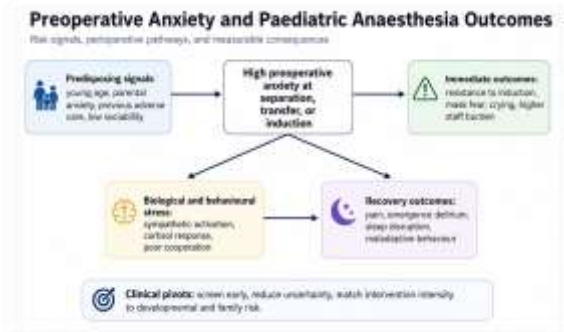 Preoperative Anxiety and Paediatric Anaesthesia Outcomes
Risk signals, perioperative pathways, and measurable consequences
Predisposing signals
young age, parental
anxiety, previous adverse
care, low sociability
High preoperative
anxiety at
separation,
transfer, or
induction
Immediate outcomes:
resistance to induction,
mask fear, crying, higher
staff burden
Biological and behavioural
stress:
sympathetic activation,
cortisol response,
poor cooperation
Recovery outcomes:
pain, emergence delirium,
sleep disruption,
maladaptive behaviour
Clinical pivots: screen early, reduce uncertainty, match intervention intensity
to developmental and family risk.